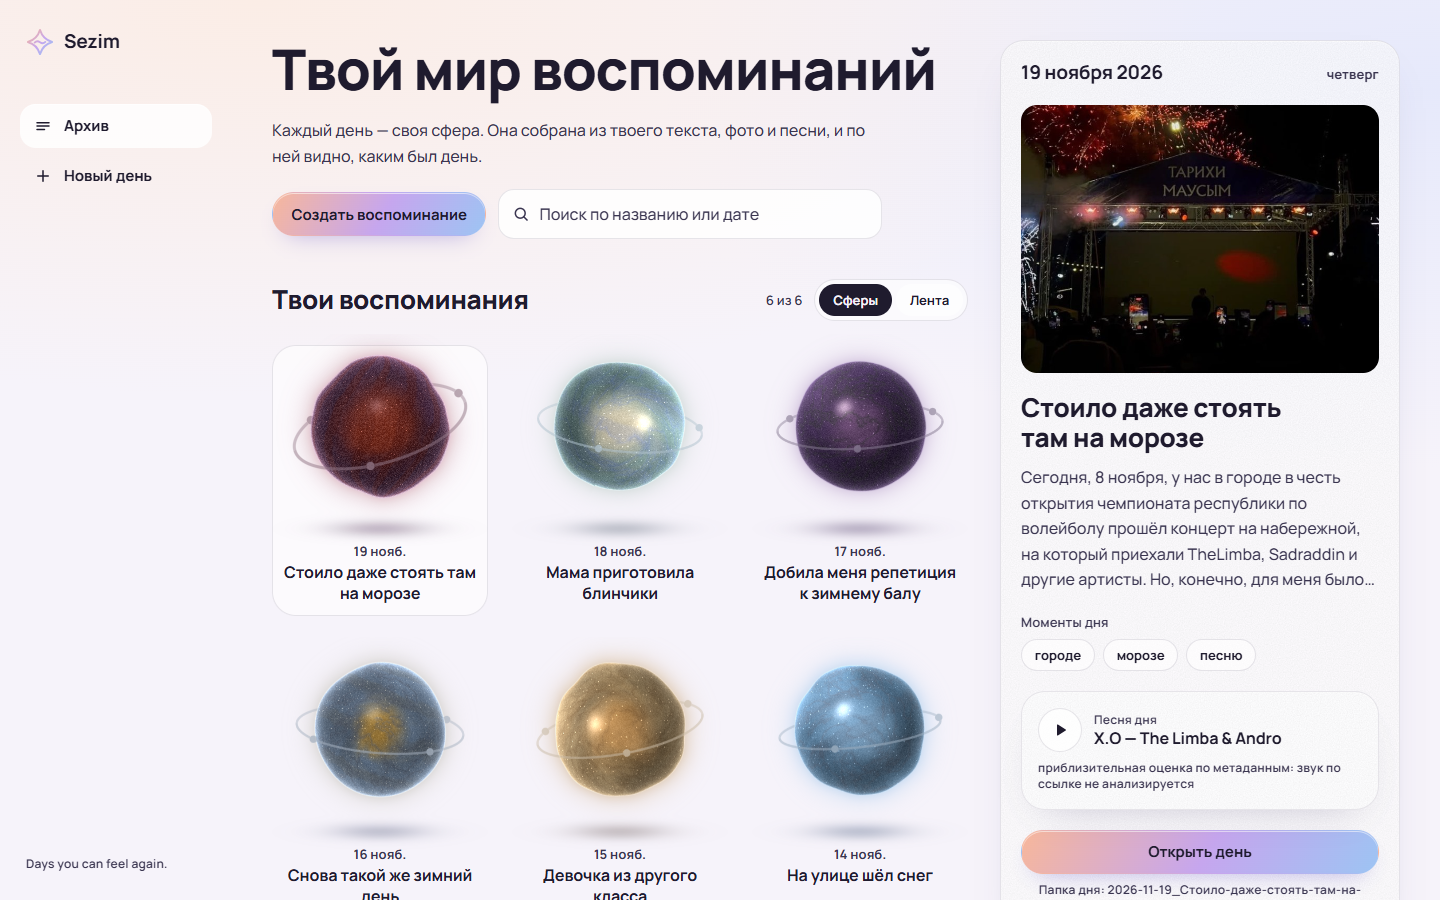 Sezim
Архив
Новый день
Days you can feel again.
Твой мир воспоминаний
Каждый день — своя сфера. Она собрана из твоего текста, фото и песни, и по
ней видно, каким был день.
Создать воспоминание
Поиск по названию или дате
Твои воспоминания
6 из 6
Сферы
Лента
19 нояб.
Стоило даже стоять там
на морозе
18 нояб.
Мама приготовила
блинчики
17 нояб.
Добила меня репетиция
к зимнему балу
16 нояб.
Снова такой же зимний
день
15 нояб.
Девочка из другого
класса
14 нояб.
На улице шёл снег
19 ноября 2026
четверг
ТАРИХИ
МАУСЫМ
Стоило даже стоять
там на морозе
Сегодня, 8 ноября, у нас в городе в честь
открытия чемпионата республики по
волейболу прошёл концерт на набережной,
на который приехали TheLimba, Sadraddin и
другие артисты. Но, конечно, для меня было…
Моменты дня
городе
морозе
песню
Песня дня
X.O — The Limba & Andro
приблизительная оценка по метаданным: звук по
ссылке не анализируется
Открыть день
Папка дня: 2026-11-19_Стоило-даже-стоять-там-на-